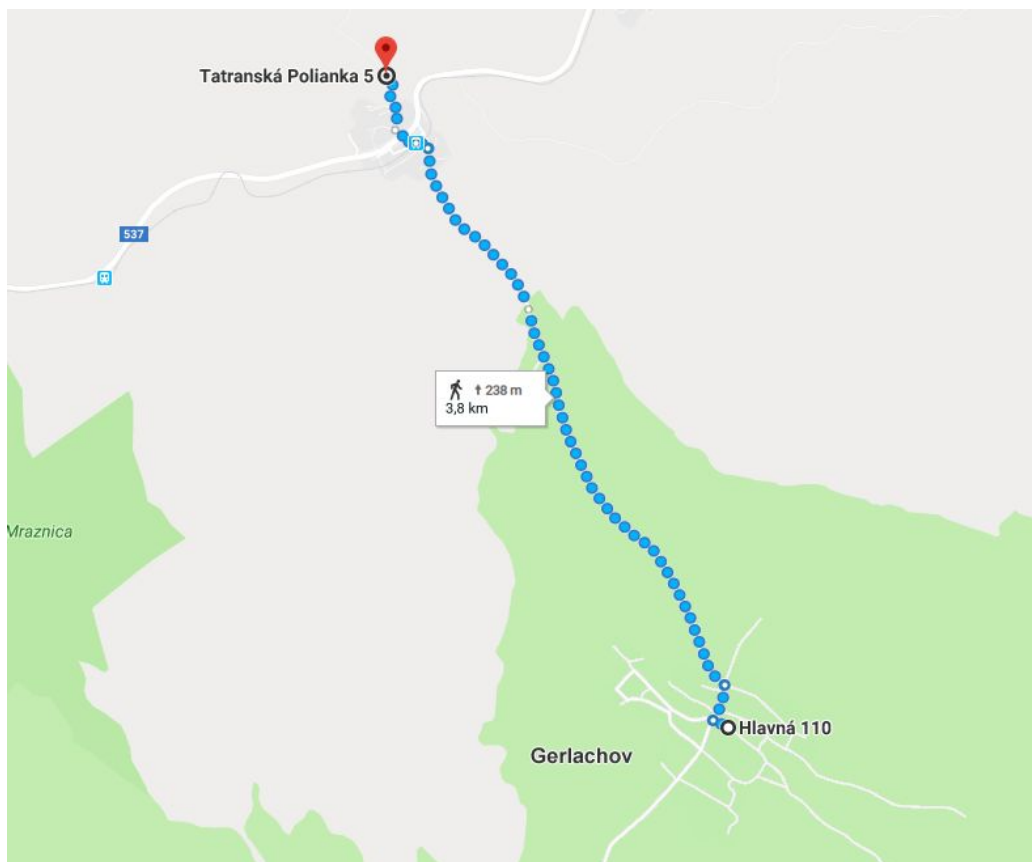 Tatranská Polianka 5
537
↑ 238 m
3,8 km
Mraznica
Hlavná 110
Gerlachov